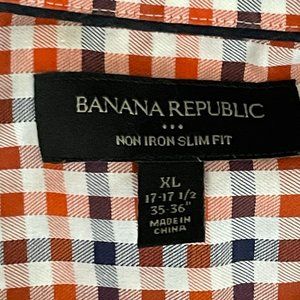 BANANA REPUBLIC
NON IRON SLIM FIT
XL
17-17 1/2
35-36"
MADE IN
CHINA